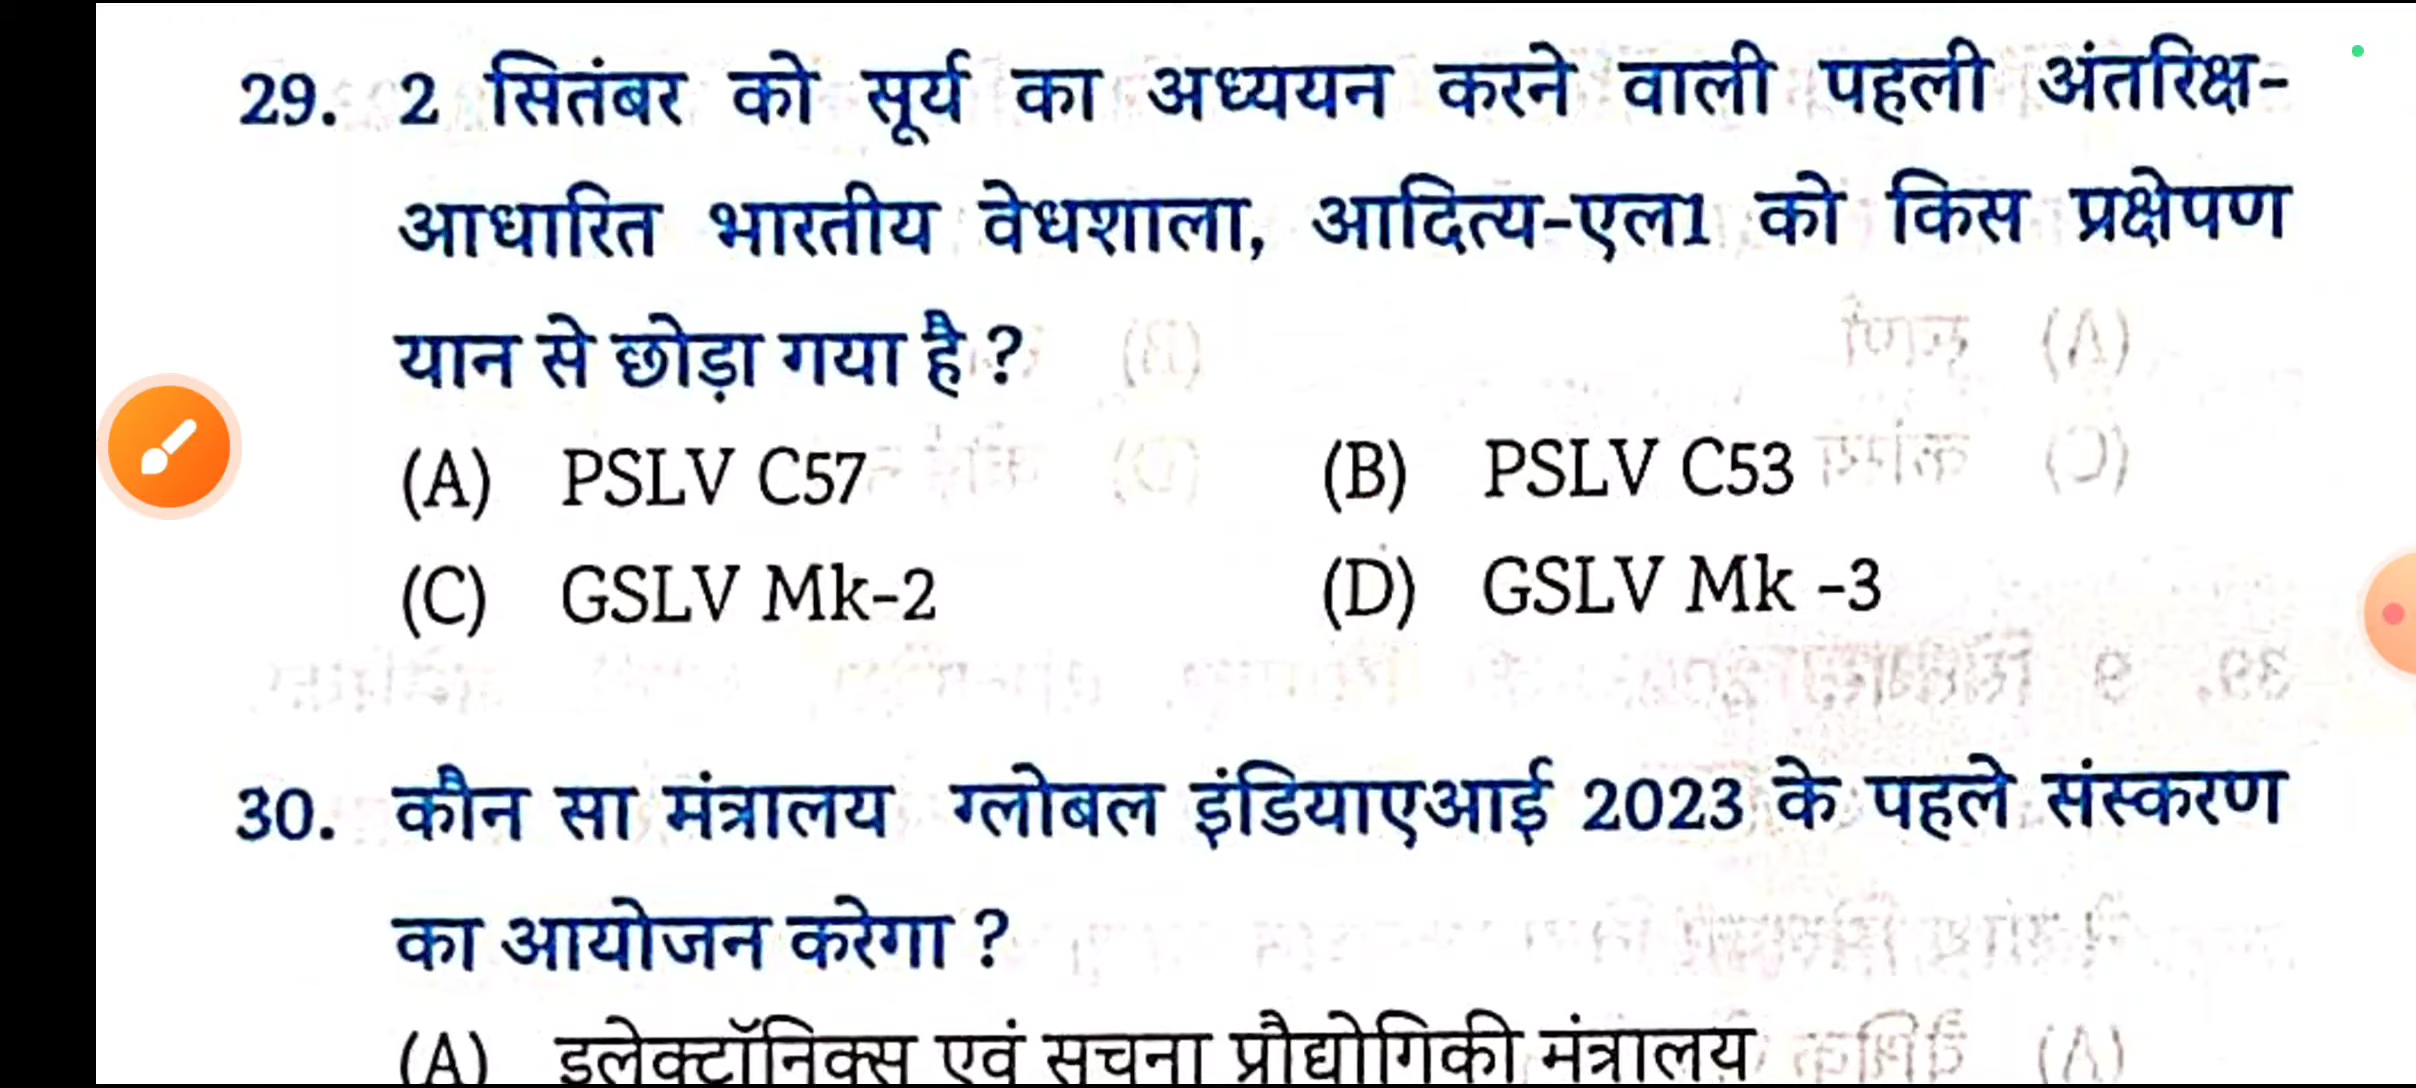 29. 2 सितंबर को सूर्य का अध्ययन करने वाली पहली अंतरिक्ष-
आधारित भारतीय वेधशाला, आदित्य-एल1 को किस प्रक्षेपण
यान से छोड़ा गया है ?
(A) PSLV C57 (B) PSLV C53
(C) GSLV Mk-2 (D) GSLV Mk -3
30. कौन सा मंत्रालय ग्लोबल इंडियाएआई 2023 के पहले संस्करण
का आयोजन करेगा ?
(A) इलेक्टॉनिक्स एवं सचना प्रौद्योगिकी मंत्रालय